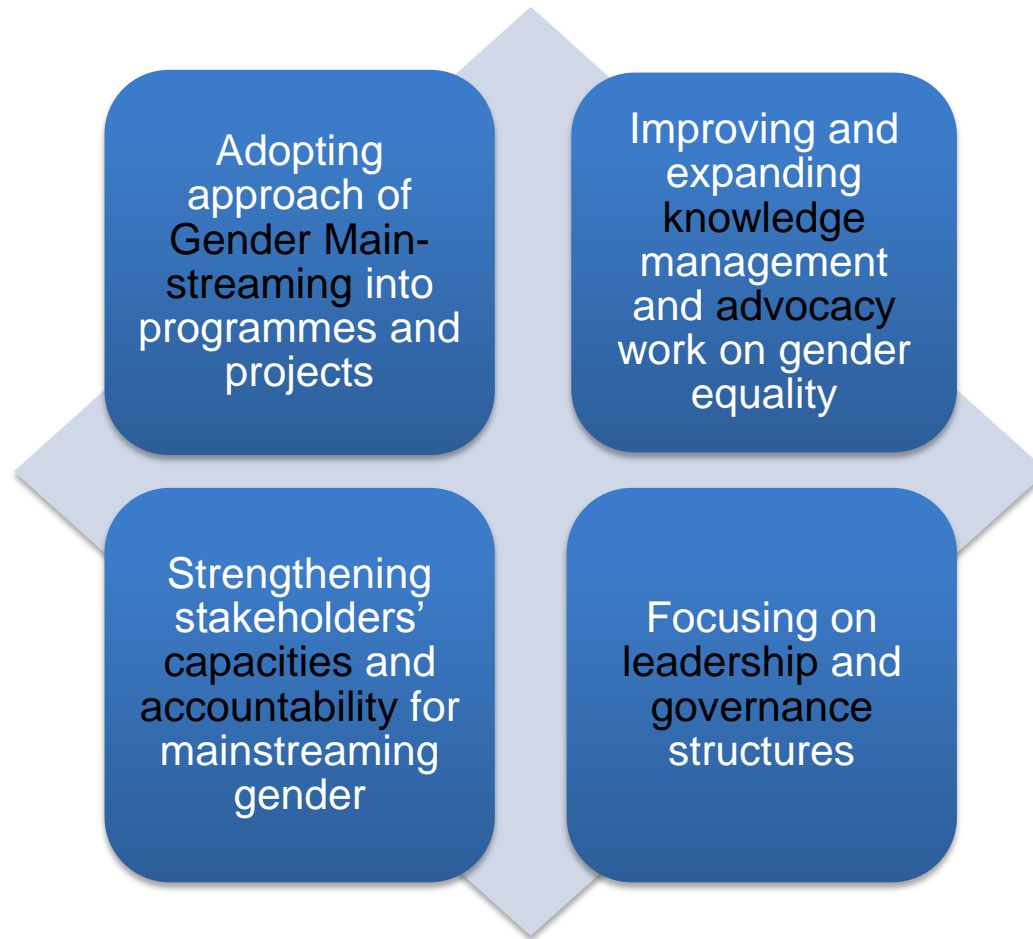 Adopting
approach of
Gender Main-
streaming into
programmes and
projects
Improving and
expanding
knowledge
management
and advocacy
work on gender
equality
Strengthening
stakeholders’
capacities and
accountability for
mainstreaming
gender
Focusing on
leadership and
governance
structures